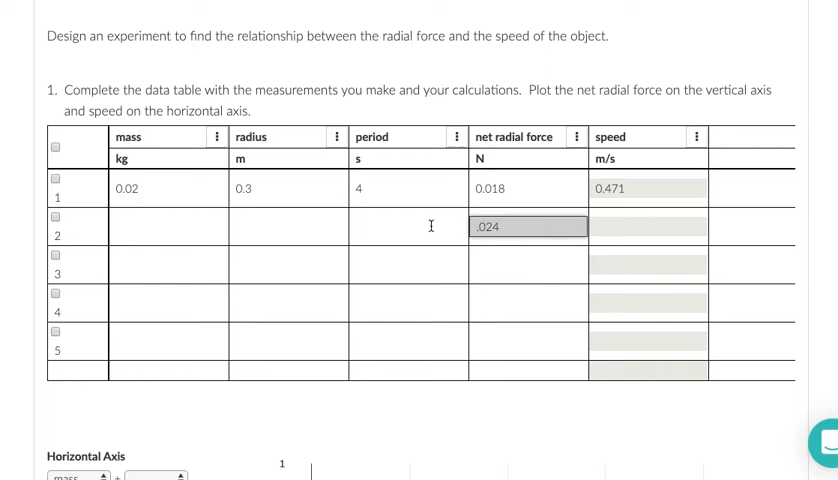 Design an experiment to find the relationship between the radial force and the speed of the object.
1. Complete the data table with the measurements you make and your calculations. Plot the net radial force on the vertical axis
and speed on the horizontal axis.
mass radius period net radial force speed
kg m s N m/s
1 0.02 0.3 4 0.018 0.471
2 .024
3
4
5
Horizontal Axis
1
mass +